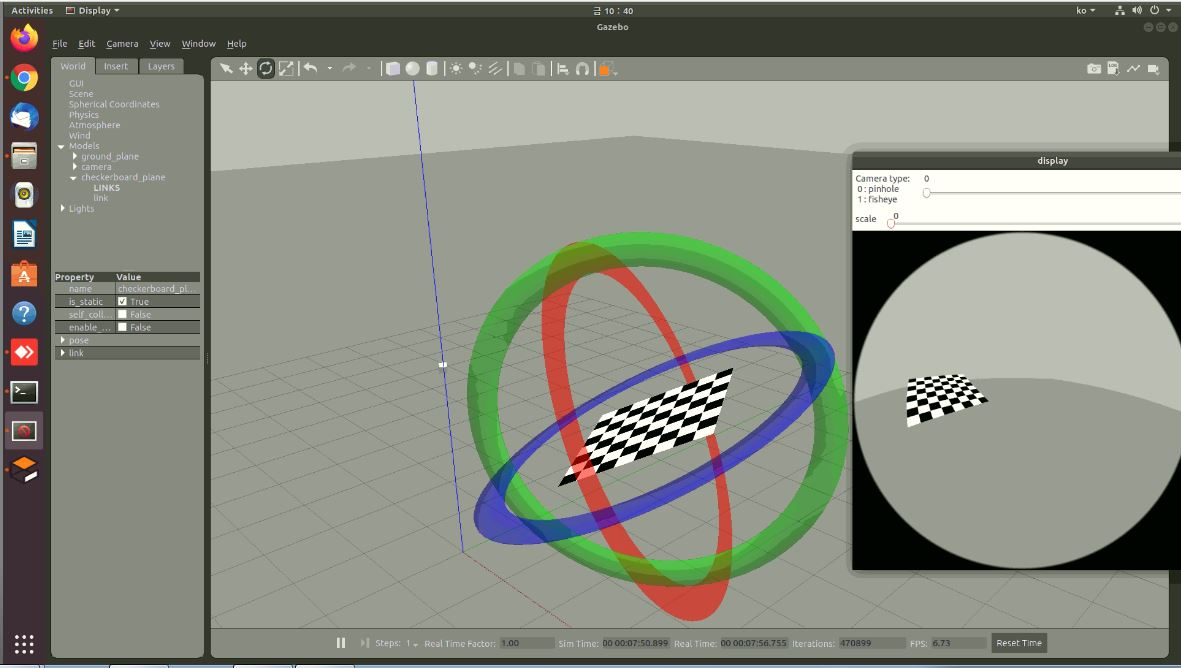 Activities Display 금 10 : 40 ko
Gazebo
File Edit Camera View Window Help
World Insert Layers
GUI
Scene
Spherical Coordinates
Physics
Atmosphere
Wind
Models
ground_plane
camera
checkerboard_plane
LINKS
link
Lights
Property Value
name checkerboard_pl...
is_static True
self_coll... False
enable_... False
pose
link
display
Camera type: 0
0 : pinhole
1 : fisheye
scale 0
Steps: 1 Real Time Factor: 1.00 Sim Time: 00 00:07:50.899 Real Time: 00 00:07:56.755 Iterations: 470899 FPS: 6.73 Reset Time